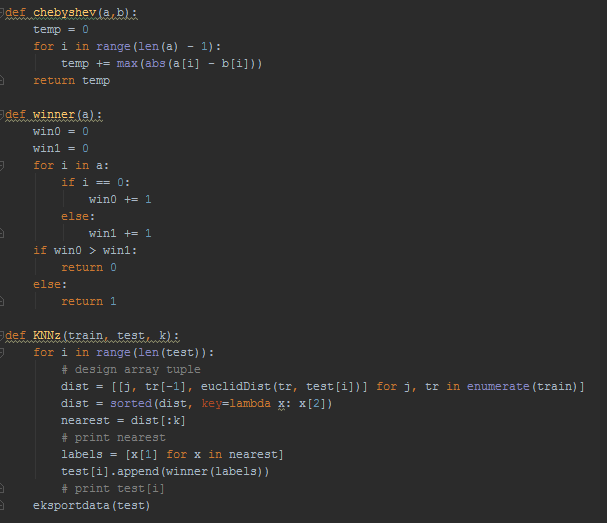 def chebyshev(a,b):
    temp = 0
    for i in range(len(a) - 1):
        temp += max(abs(a[i] - b[i]))
    return temp

def winner(a):
    win0 = 0
    win1 = 0
    for i in a:
        if i == 0:
            win0 += 1
        else:
            win1 += 1
    if win0 > win1:
        return 0
    else:
        return 1

def KNNz(train, test, k):
    for i in range(len(test)):
        # design array tuple
        dist = [[j, tr[-1], euclidDist(tr, test[i])] for j, tr in enumerate(train)]
        dist = sorted(dist, key=lambda x: x[2])
        nearest = dist[:k]
        # print nearest
        labels = [x[1] for x in nearest]
        test[i].append(winner(labels))
        # print test[i]
    eksportdata(test)